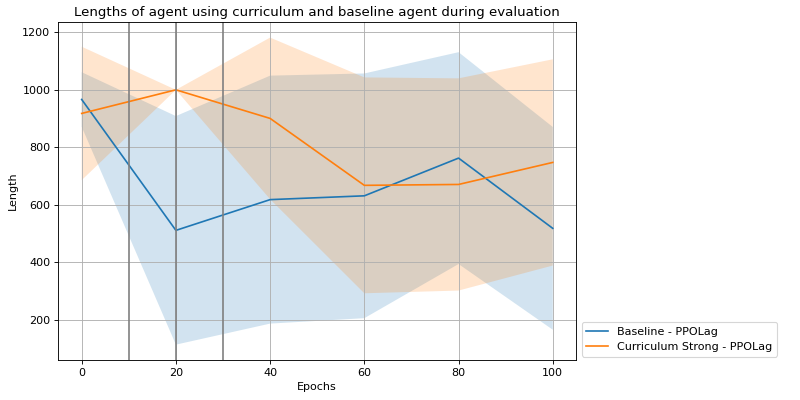 Lengths of agent using curriculum and baseline agent during evaluation
1200
1000
800
600
400
200
Length
0 20 40 60 80 100
Epochs
Baseline - PPOLag
Curriculum Strong - PPOLag